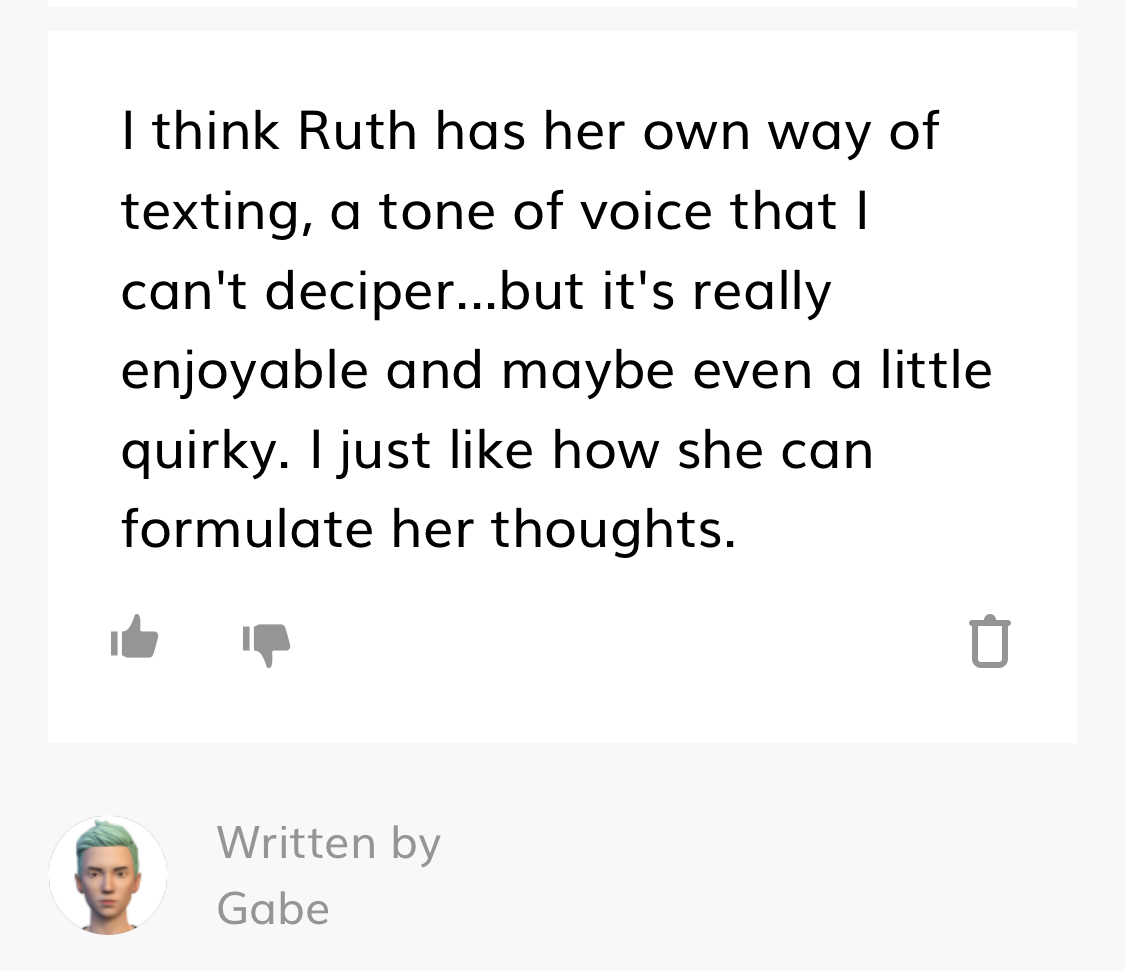 I think Ruth has her own way of
texting, a tone of voice that I
can't deciper...but it's really
enjoyable and maybe even a little
quirky. I just like how she can
formulate her thoughts.
Written by
Gabe